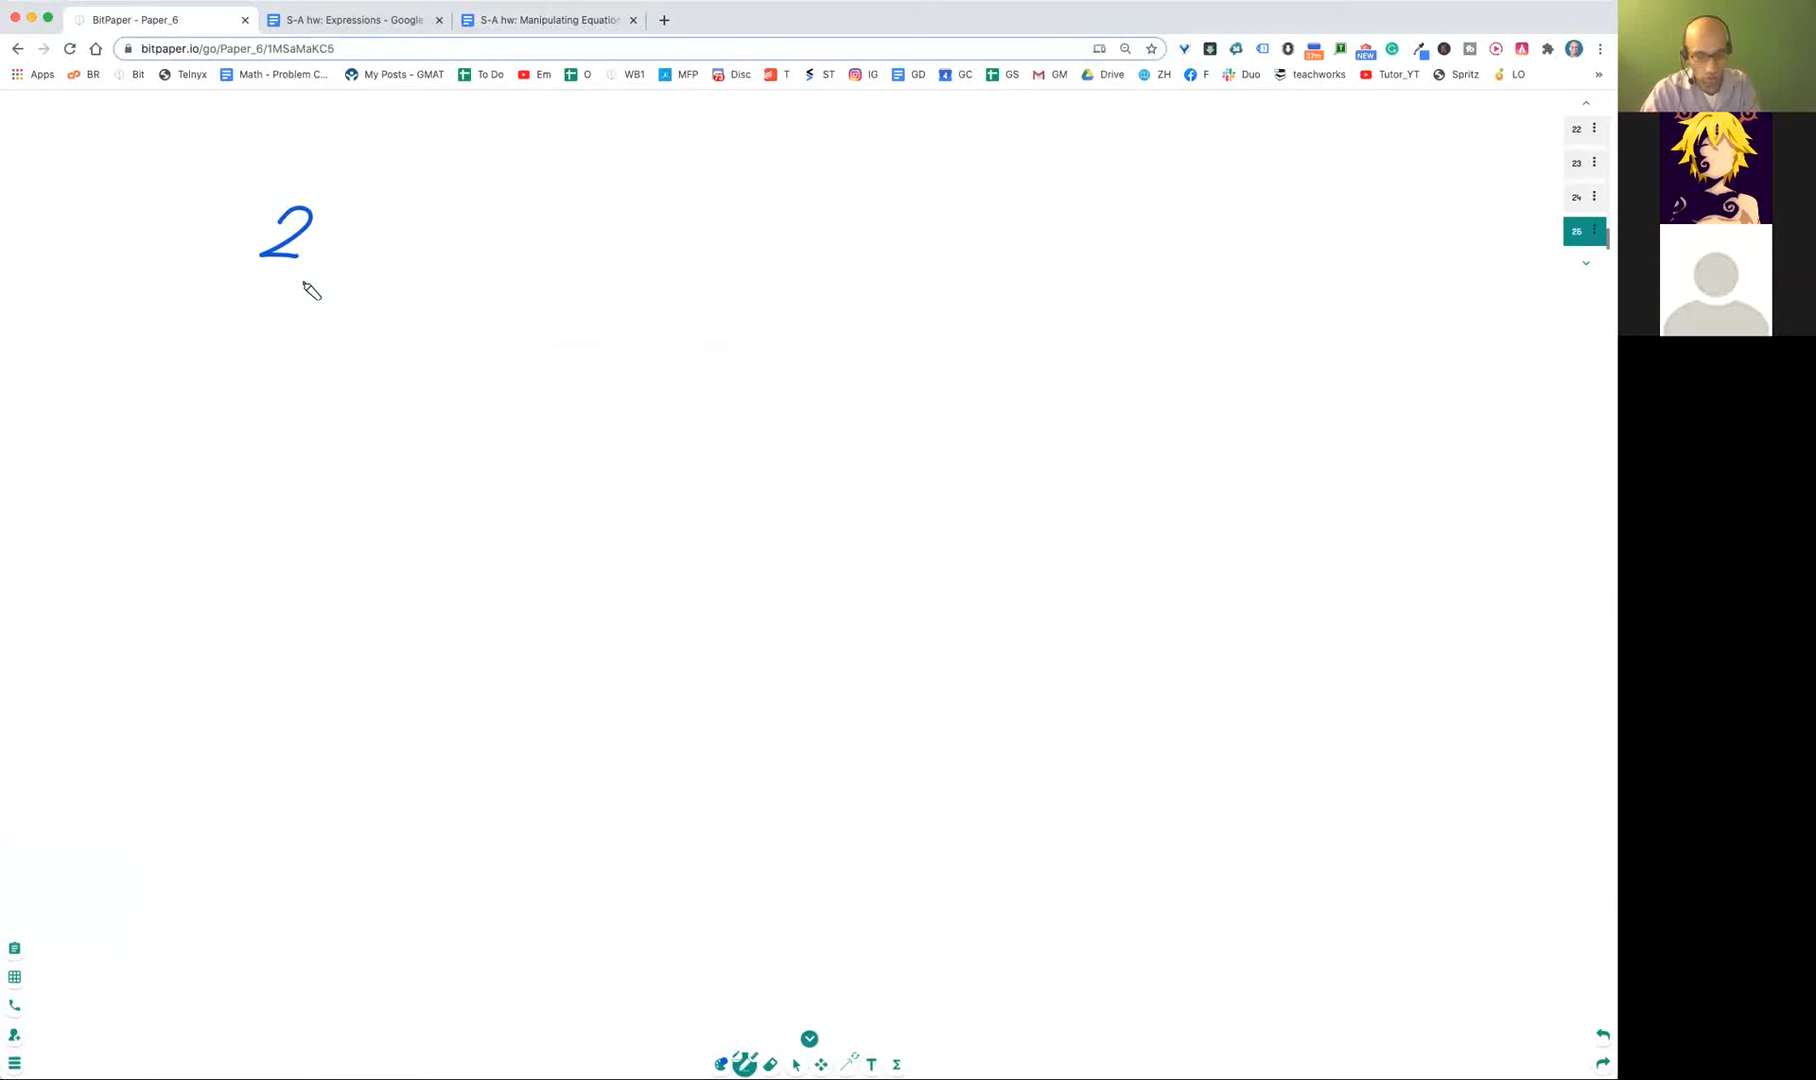 BitPaper - Paper_6
S-A hw: Expressions - Google
S-A hw: Manipulating Equation
bitpaper.io/go/Paper_6/1MSaMaKC5
37m
NEW
Apps BR Bit Telnyx Math - Problem C... My Posts - GMAT To Do Em O WB1 MFP Disc T ST IG GD GC GS GM Drive ZH F Duo teachworks Tutor_YT Spritz LO »
22
23
24
2
T Σ